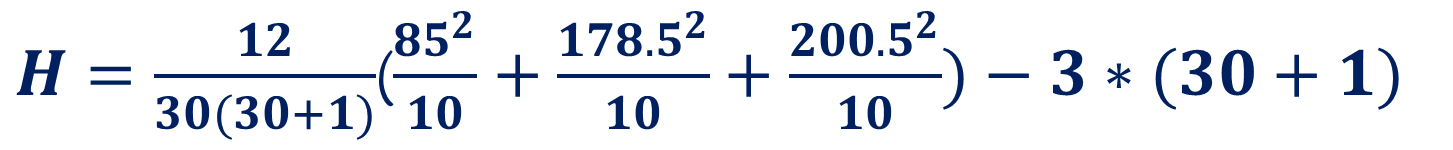 H = 12/30(30+1) (85²/10 + 178.5²/10 + 200.5²/10) − 3 * (30 + 1)